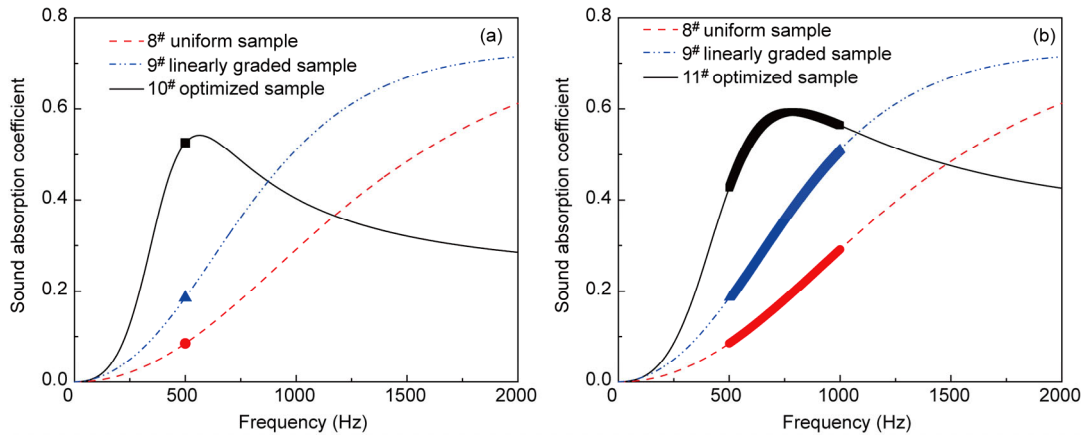 0.8
0.6
0.4
0.2
0.0
Sound absorption coefficient
(a)
8# uniform sample
9# linearly graded sample
10# optimized sample
0
500
1000
1500
2000
Frequency (Hz)
0.8
0.6
0.4
0.2
0.0
Sound absorption coefficient
(b)
8# uniform sample
9# linearly graded sample
11# optimized sample
0
500
1000
1500
2000
Frequency (Hz)